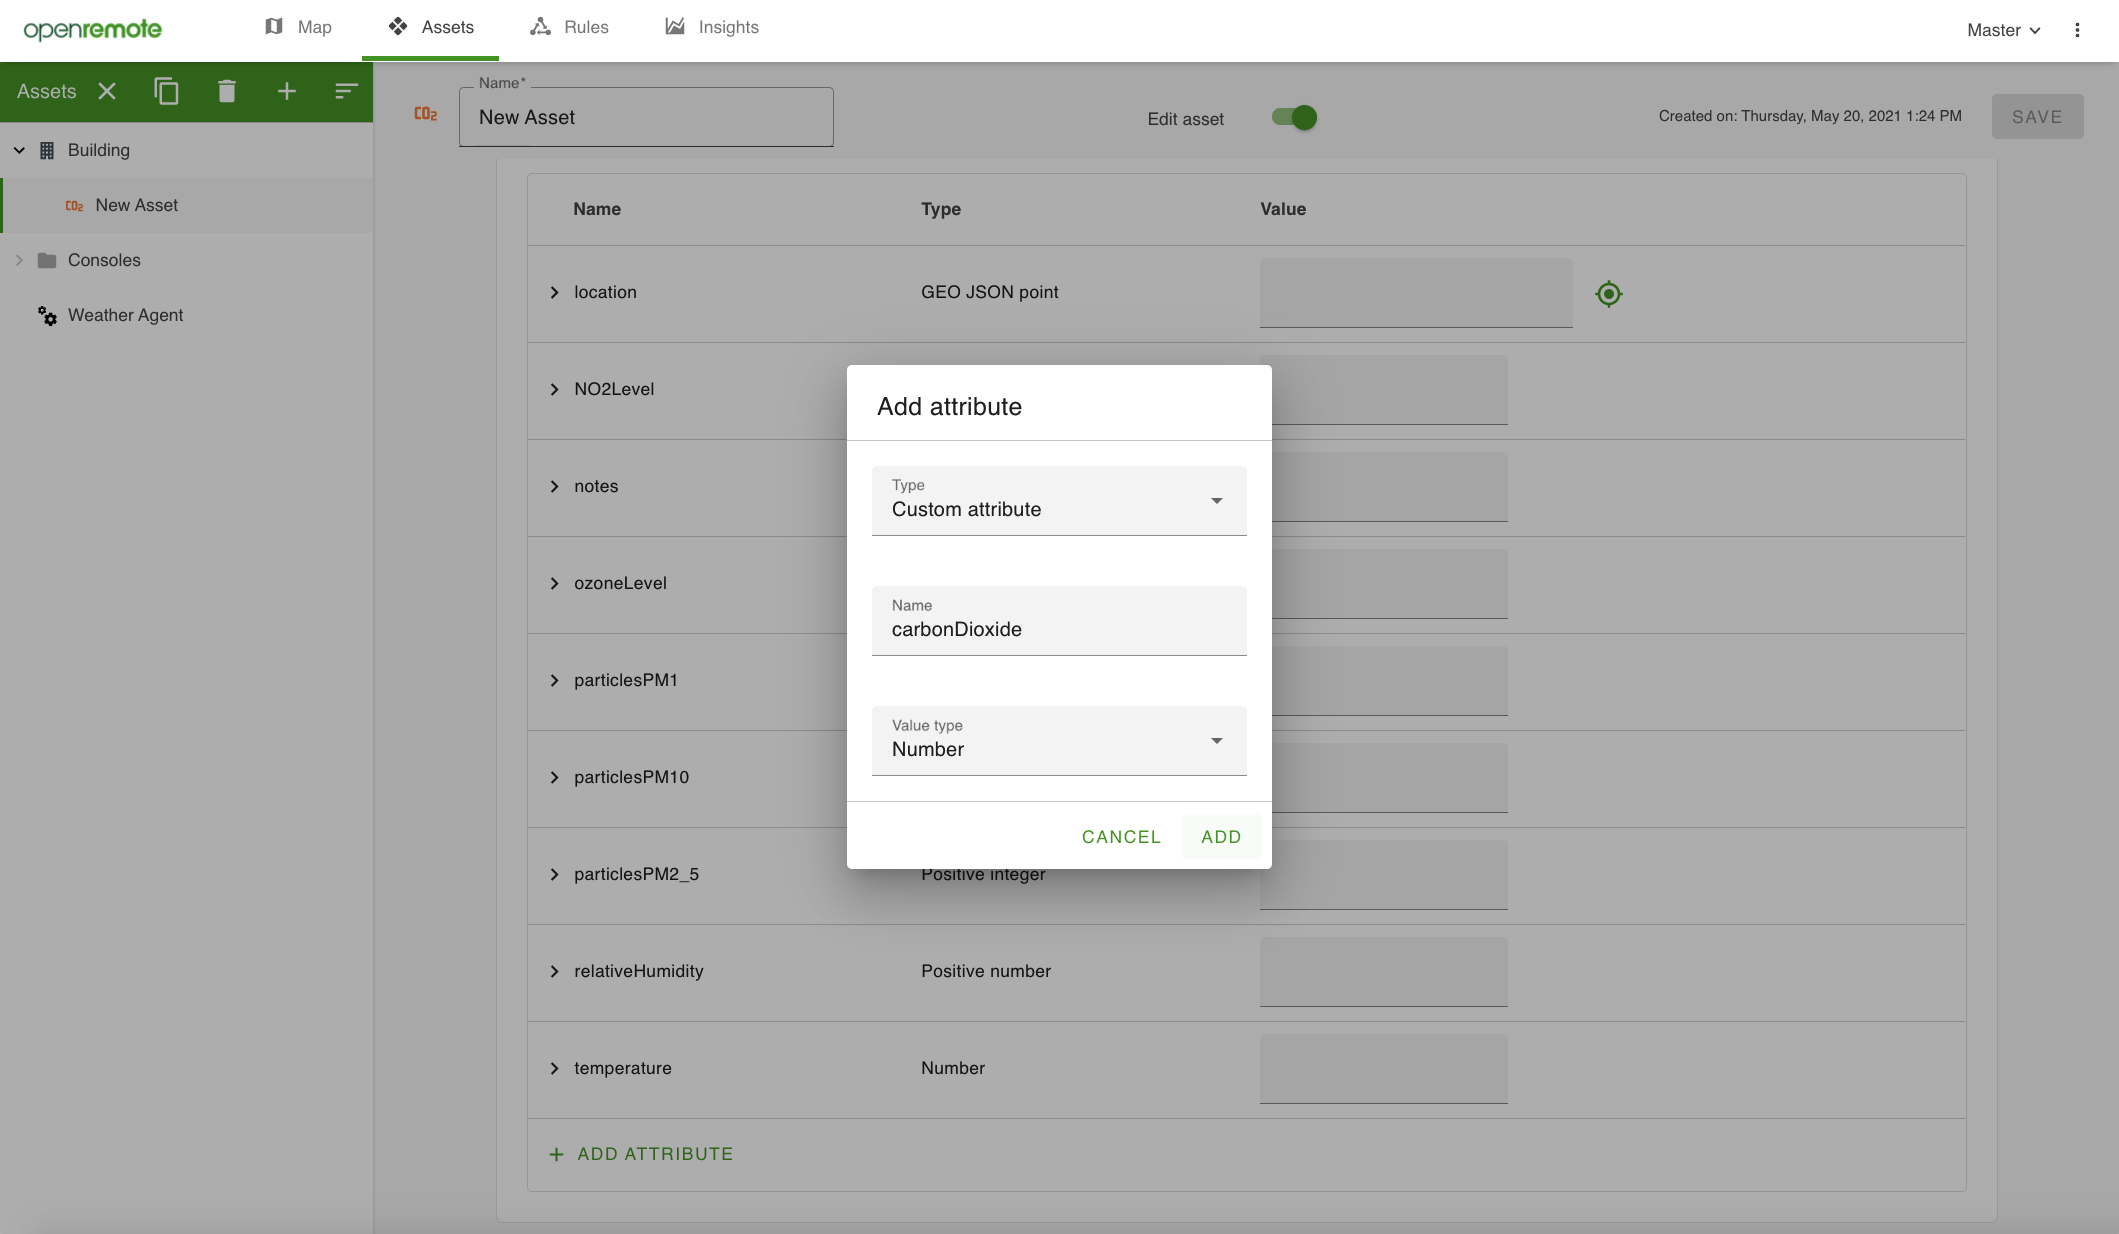 openremote
Map
Assets
Rules
Insights
Master
Assets
Building
CO2 New Asset
Consoles
Weather Agent
CO2
Name*
New Asset
Edit asset
Created on: Thursday, May 20, 2021 1:24 PM
SAVE
Name Type Value
location GEO JSON point
NO2Level
notes
ozoneLevel
particlesPM1
particlesPM10
particlesPM2_5 Positive integer
relativeHumidity Positive number
temperature Number
+ ADD ATTRIBUTE
Add attribute
Type
Custom attribute
Name
carbonDioxide
Value type
Number
CANCEL ADD